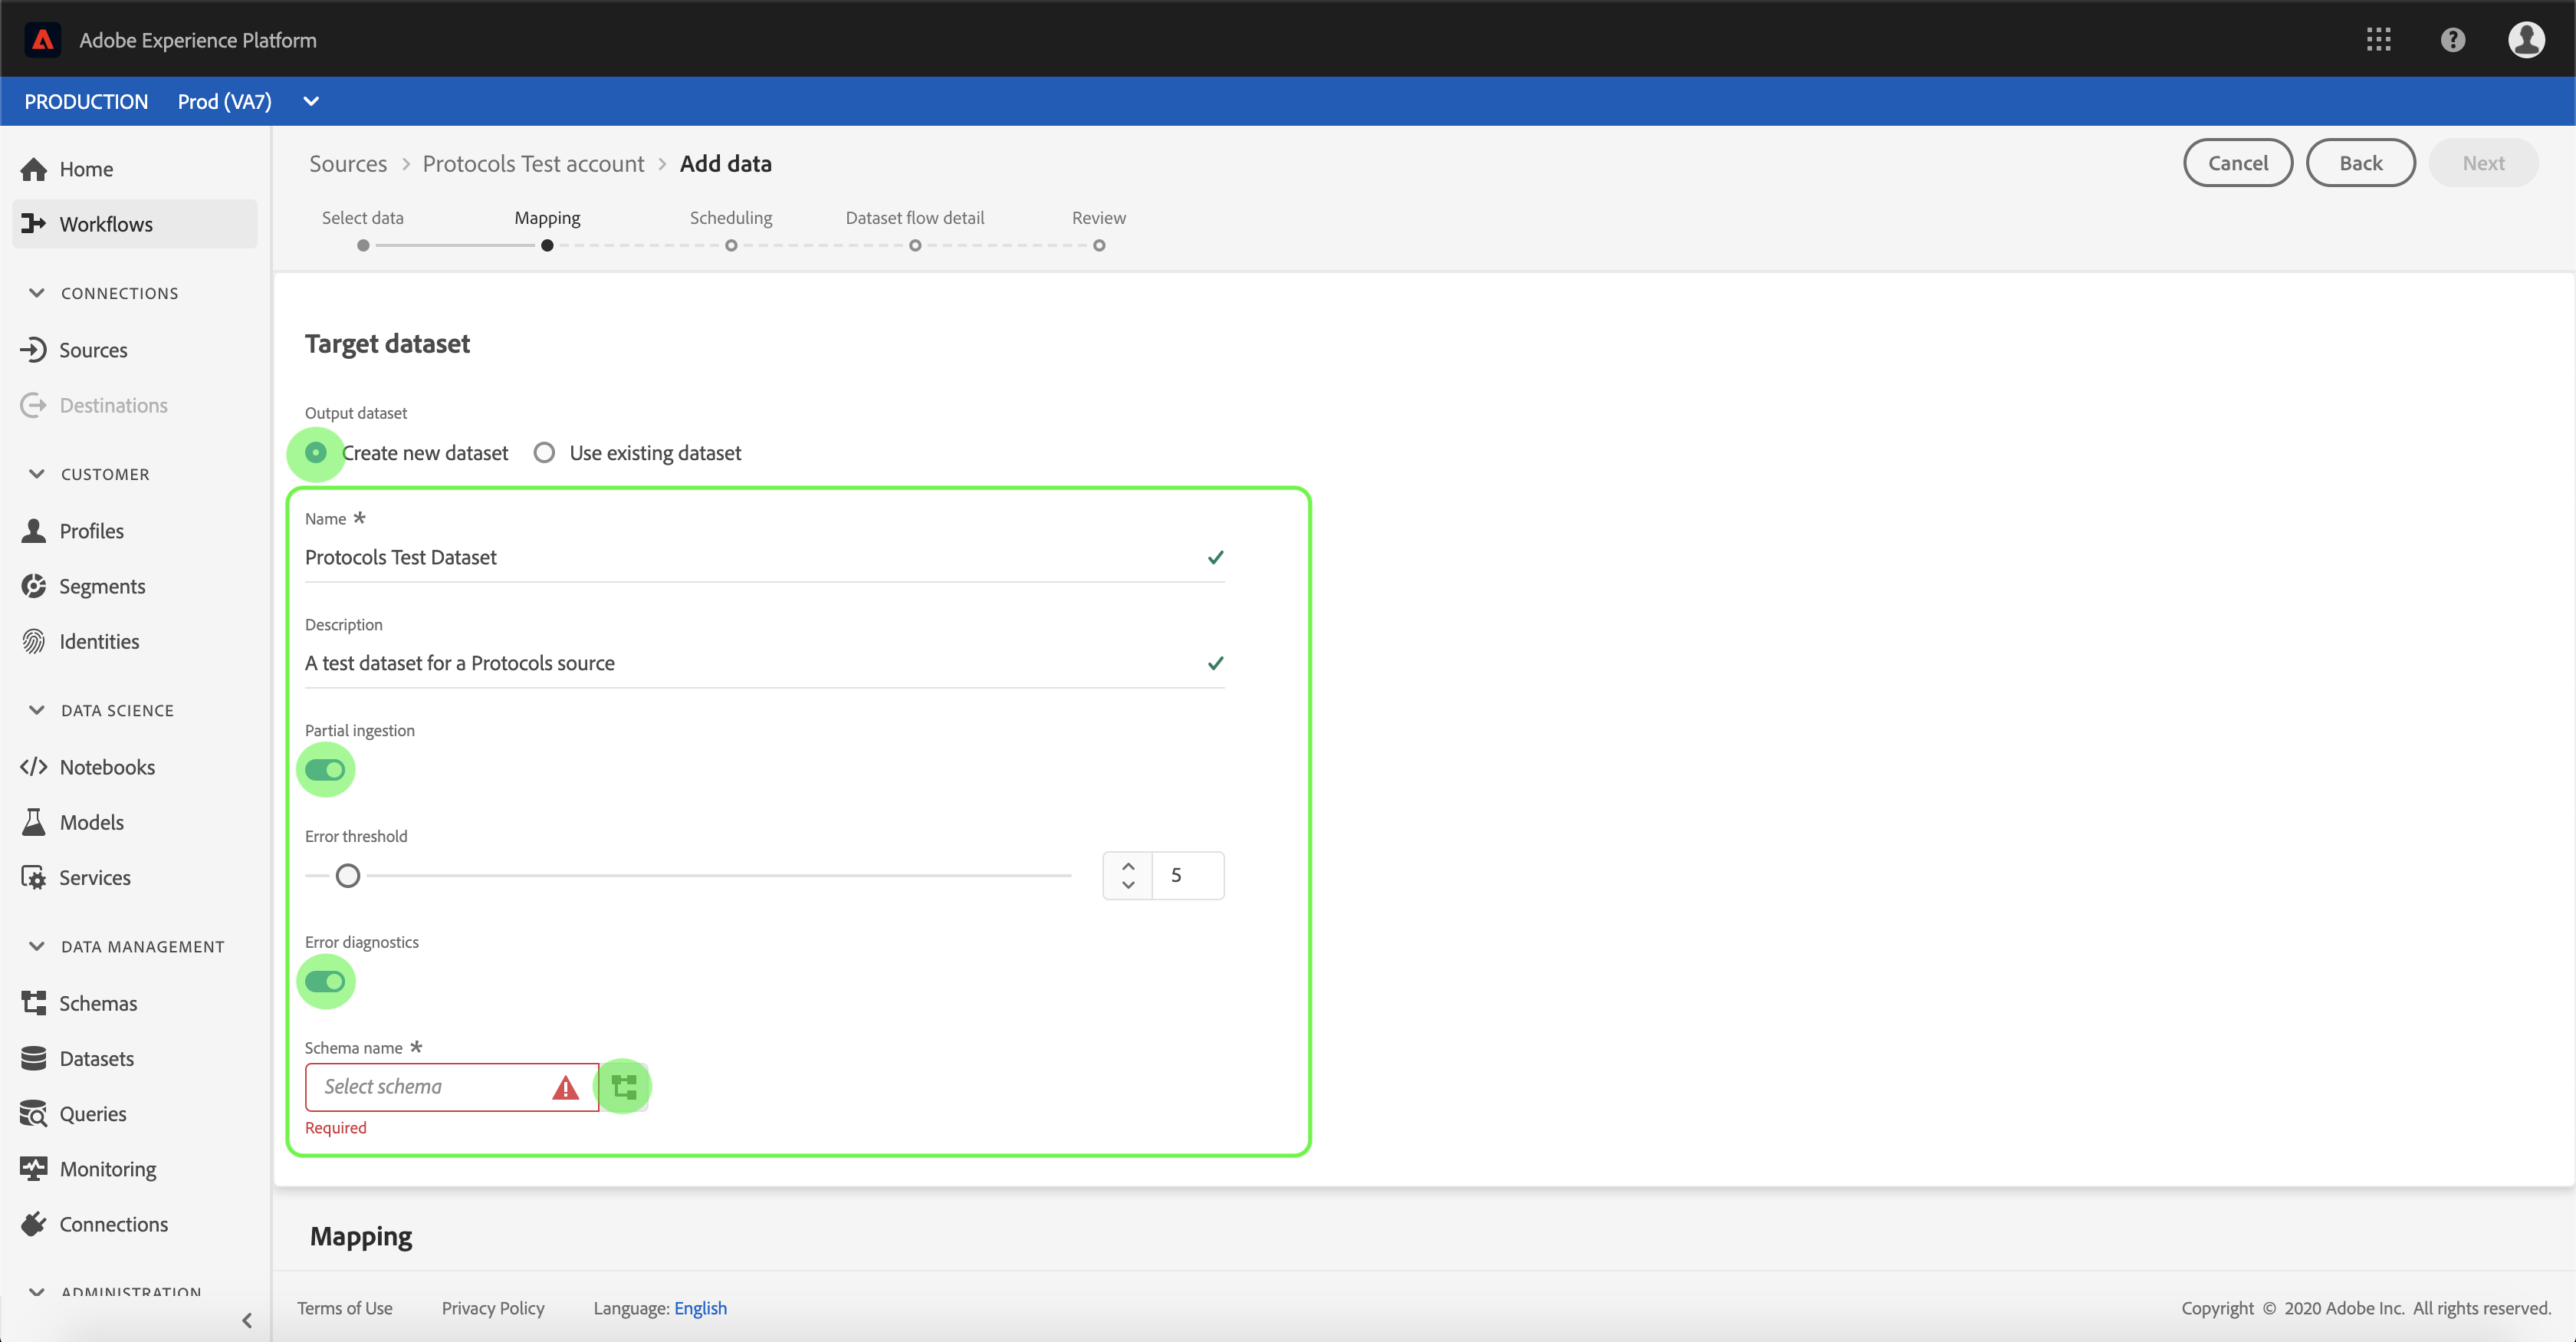 Adobe Experience Platform
PRODUCTION Prod (VA7)
Home
Workflows
CONNECTIONS
Sources
Destinations
CUSTOMER
Profiles
Segments
Identities
DATA SCIENCE
Notebooks
Models
Services
DATA MANAGEMENT
Schemas
Datasets
Queries
Monitoring
Connections
ADMINISTRATION
Sources > Protocols Test account > Add data
Cancel Back Next
Select data Mapping Scheduling Dataset flow detail Review
Target dataset
Output dataset
Create new dataset Use existing dataset
Name *
Protocols Test Dataset
Description
A test dataset for a Protocols source
Partial ingestion
Error threshold
5
Error diagnostics
Schema name *
Select schema
Required
Mapping
Terms of Use Privacy Policy Language: English
Copyright © 2020 Adobe Inc. All rights reserved.